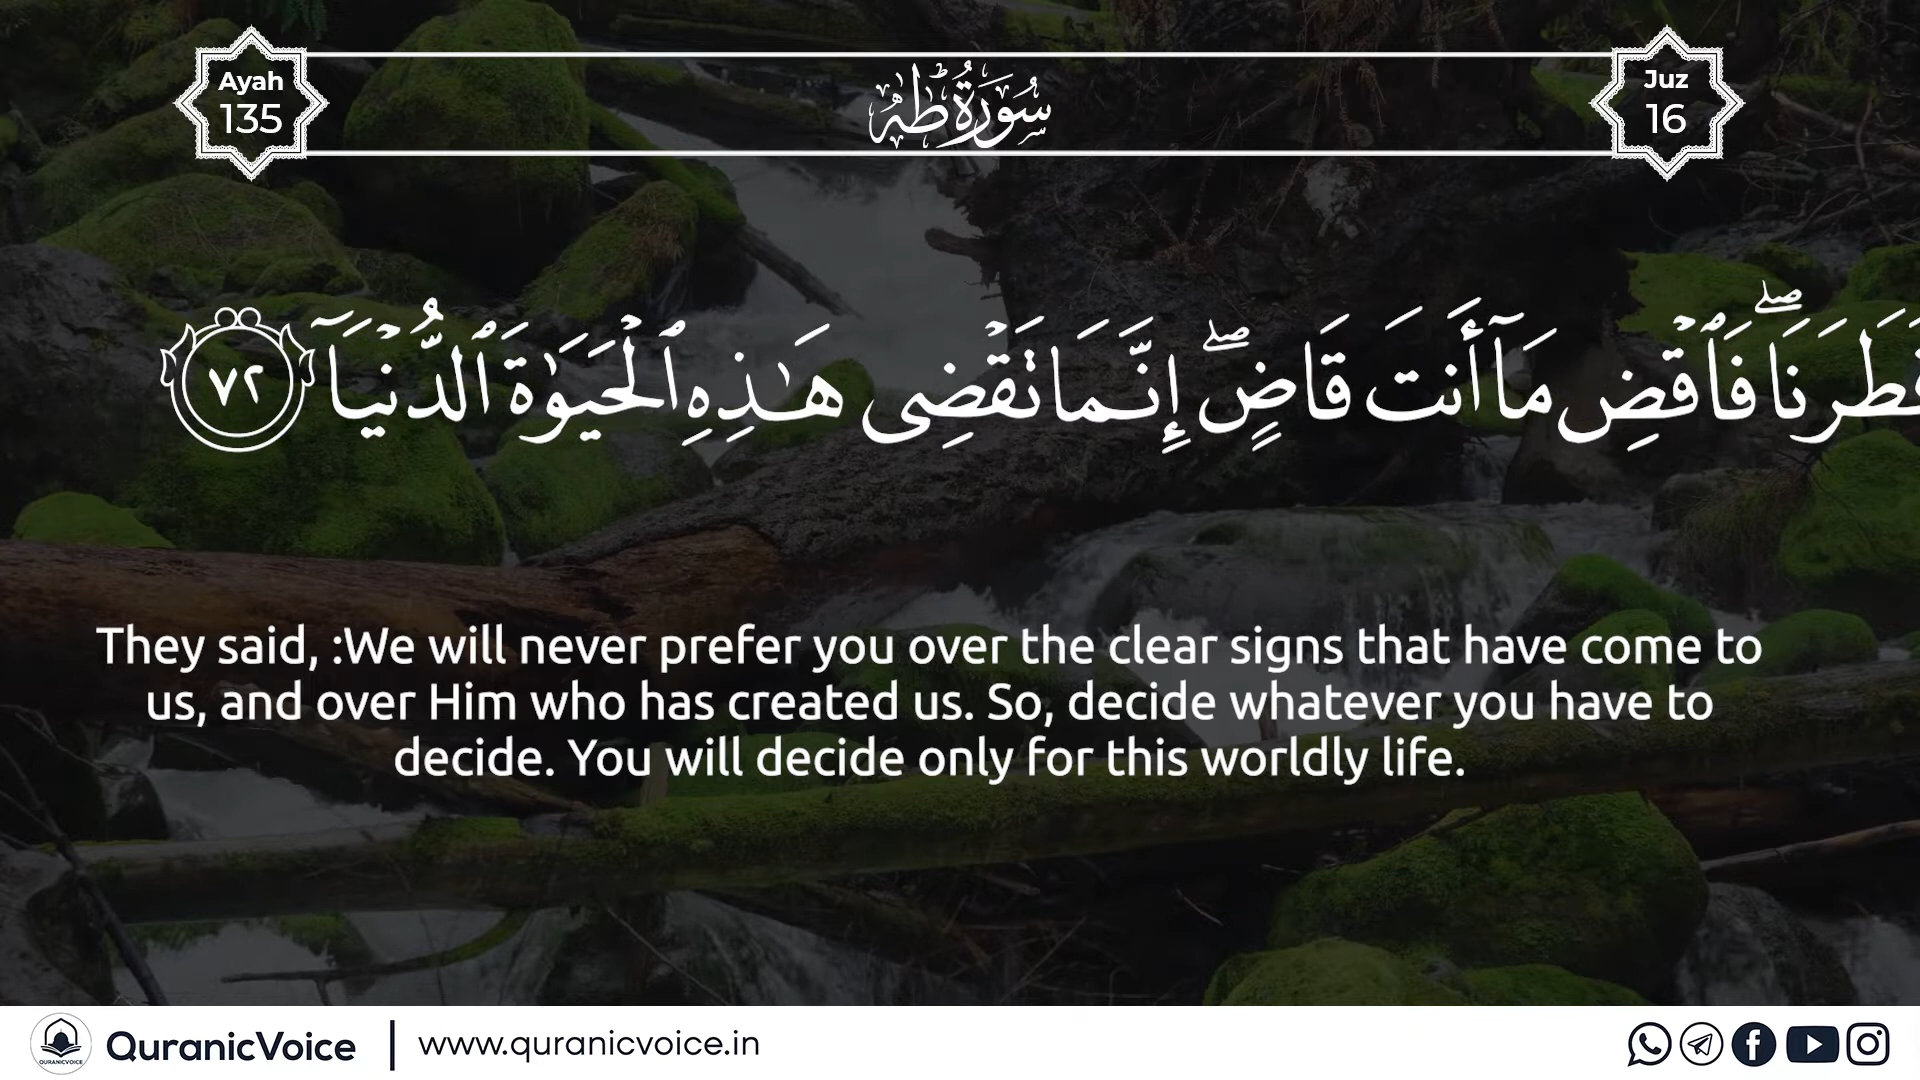 Ayah
135
سُورَةُ طٰهٰ
Juz
16
فَطَرَنَاۖ فَٱقۡضِ مَآ أَنتَ قَاضٍۖ إِنَّمَا تَقۡضِى هَٰذِهِ ٱلۡحَيَوٰةَ ٱلدُّنۡيَآ ٧٢
They said, :We will never prefer you over the clear signs that have come to
us, and over Him who has created us. So, decide whatever you have to
decide. You will decide only for this worldly life.
QURANICVOICE
QuranicVoice | www.quranicvoice.in